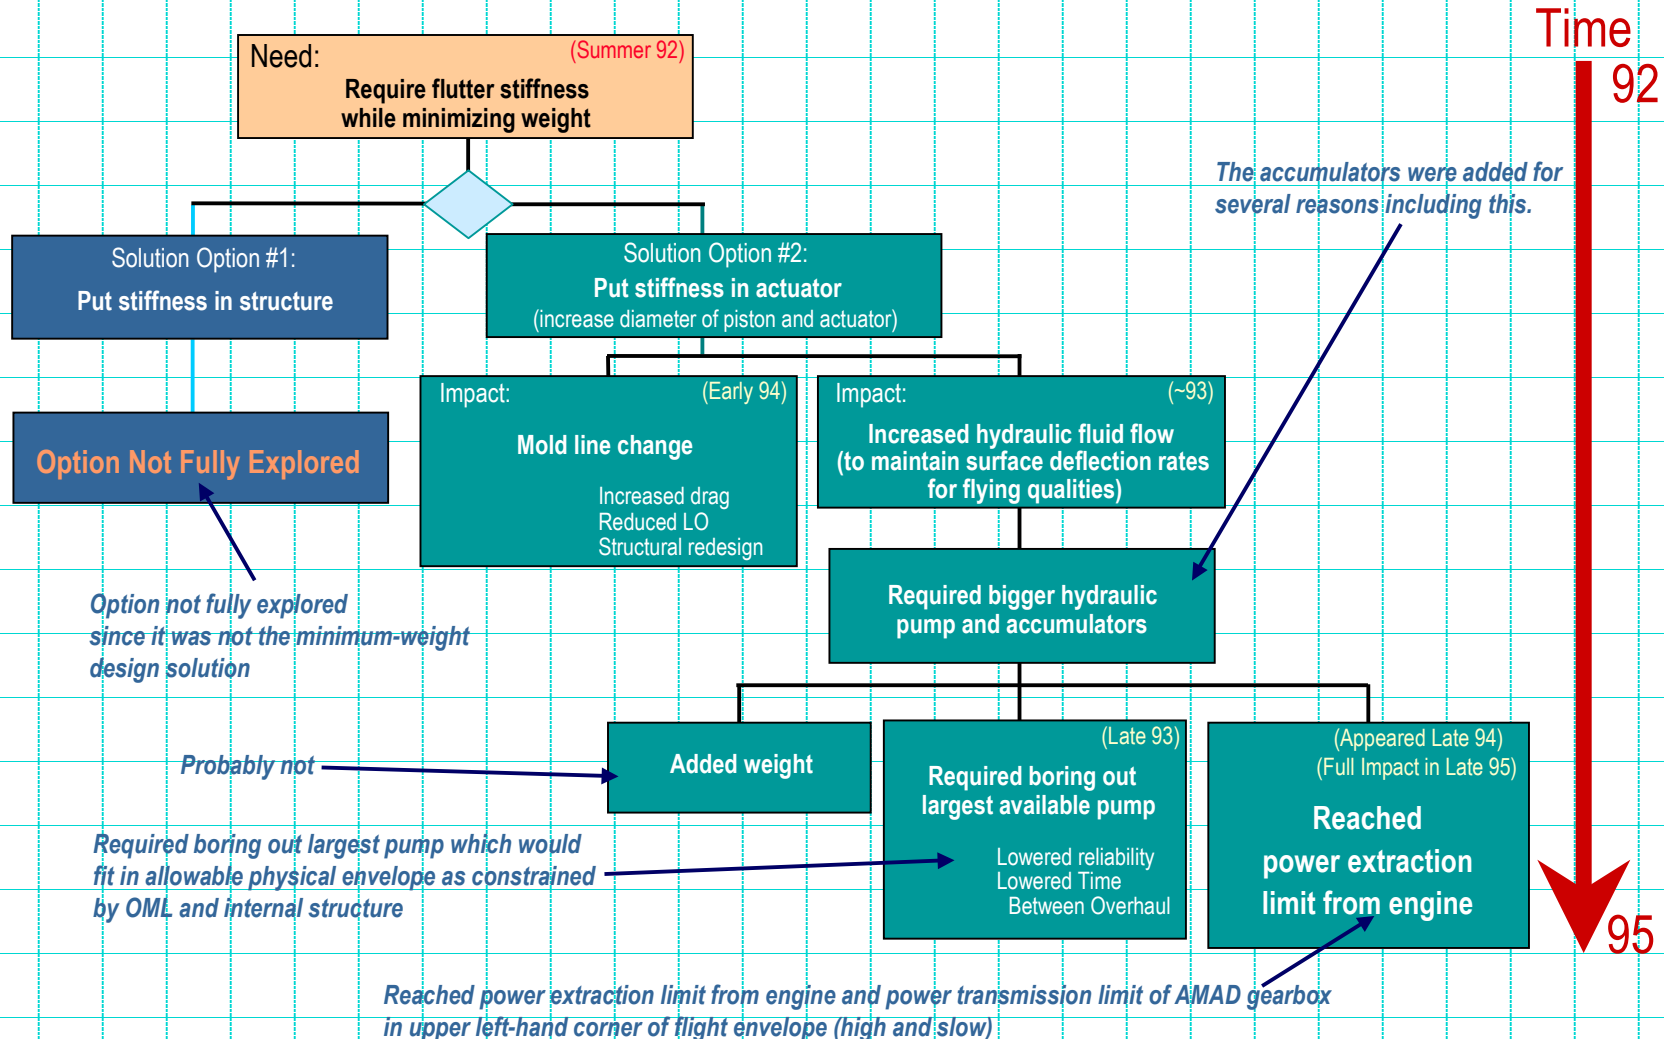 Time
92
Need:
(Summer 92)
Require flutter stiffness
while minimizing weight
The accumulators were added for
several reasons including this.
Solution Option #1:
Put stiffness in structure
Solution Option #2:
Put stiffness in actuator
(increase diameter of piston and actuator)
Option Not Fully Explored
Impact:
(Early 94)
Mold line change
Increased drag
Reduced LO
Structural redesign
Impact:
(~93)
Increased hydraulic fluid flow
(to maintain surface deflection rates
for flying qualities)
Option not fully explored
since it was not the minimum-weight
design solution
Required bigger hydraulic
pump and accumulators
Probably not
Added weight
(Late 93)
Required boring out
largest available pump
Lowered reliability
Lowered Time
Between Overhaul
(Appeared Late 94)
(Full Impact in Late 95)
Reached
power extraction
limit from engine
Required boring out largest pump which would
fit in allowable physical envelope as constrained
by OML and internal structure
95
Reached power extraction limit from engine and power transmission limit of AMAD gearbox
in upper left-hand corner of flight envelope (high and slow)